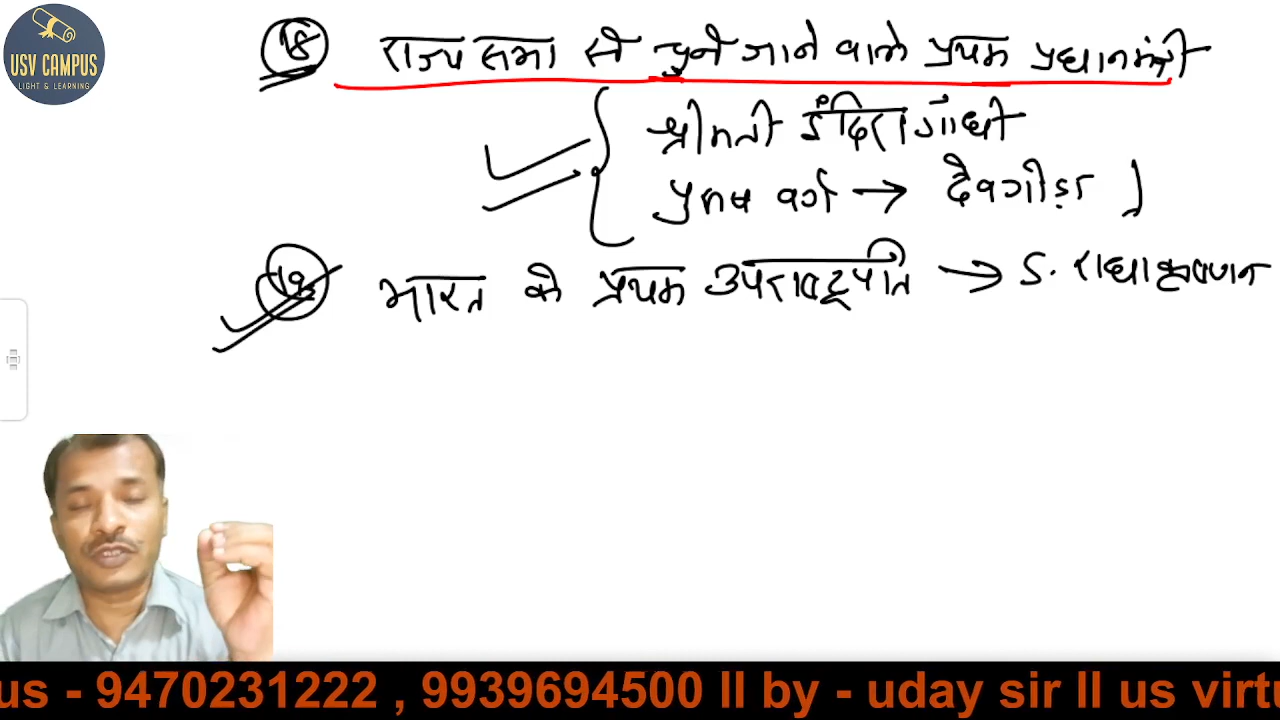 USV CAMPUS
LIGHT & LEARNING
18 राज्य सभा से चुने जाने वाले प्रथम प्रधानमंत्री
श्रीमती इंदिरा गाँधी
पुरुष वर्ग → देवगौड़ा
भारत के प्रथम उपराष्ट्रपति → S. राधाकृष्णन
us - 9470231222 , 9939694500 ll by - uday sir ll us virtu